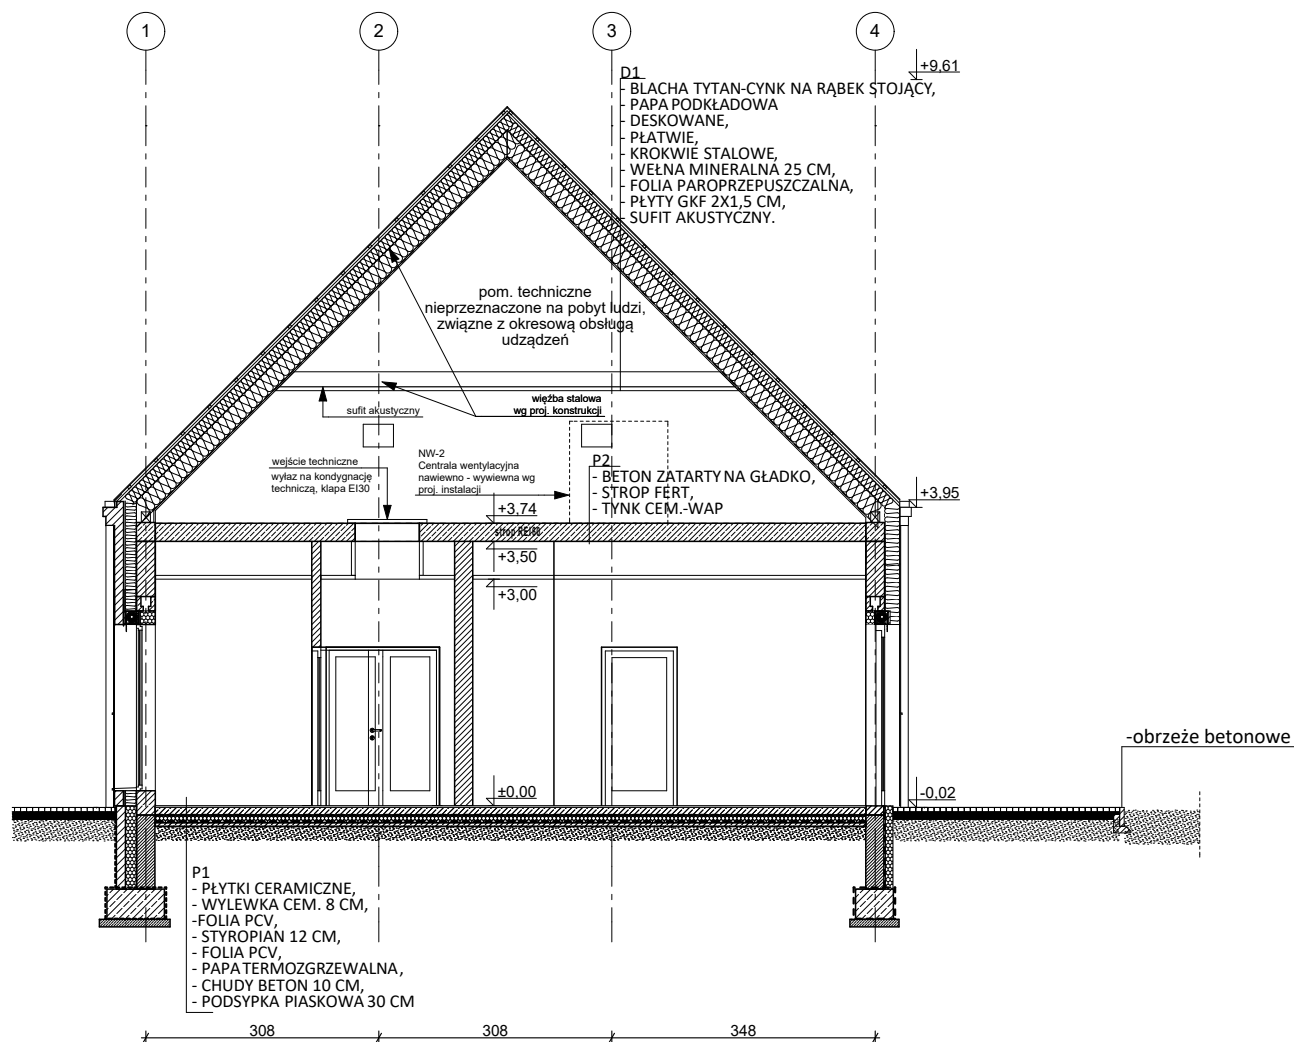 1
2
3
4
+9,61
D1
- BLACHA TYTAN-CYNK NA RĄBEK STOJĄCY,
- PAPA PODKŁADOWA
- DESKOWANE,
- PŁATWIE,
- KROKWIE STALOWE,
- WEŁNA MINERALNA 25 CM,
- FOLIA PAROPRZEPUSZCZALNA,
- PŁYTY GKF 2X1,5 CM,
- SUFIT AKUSTYCZNY.
pom. techniczne
nieprzeznaczone na pobyt ludzi,
związne z okresową obsługą
udządzeń
więźba stalowa
wg proj. konstrukcji
sufit akustyczny
wejście techniczne
wyłaz na kondygnację
techniczą, klapa EI30
NW-2
Centrala wentylacyjna
nawiewno - wywiewna wg
proj. instalacji
P2
- BETON ZATARTY NA GŁADKO,
- STROP FERT,
- TYNK CEM.-WAP
+3,95
+3,74
strop REI60
+3,50
+3,00
-obrzeże betonowe
±0,00
-0,02
P1
- PŁYTKI CERAMICZNE,
- WYLEWKA CEM. 8 CM,
-FOLIA PCV,
- STYROPIAN 12 CM,
- FOLIA PCV,
- PAPA TERMOZGRZEWALNA,
- CHUDY BETON 10 CM,
- PODSYPKA PIASKOWA 30 CM
308
308
348